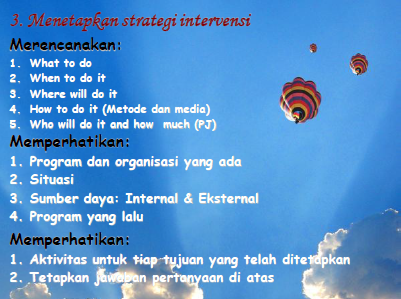 3. Menetapkan strategi intervensi
Merencanakan:
1. What to do
2. When to do it
3. Where will do it
4. How to do it (Metode dan media)
5. Who will do it and how much (PJ)
Memperhatikan:
1. Program dan organisasi yang ada
2. Situasi
3. Sumber daya: Internal & Eksternal
4. Program yang lalu
Memperhatikan:
1. Aktivitas untuk tiap tujuan yang telah ditetapkan
2. Tetapkan jawaban pertanyaan di atas